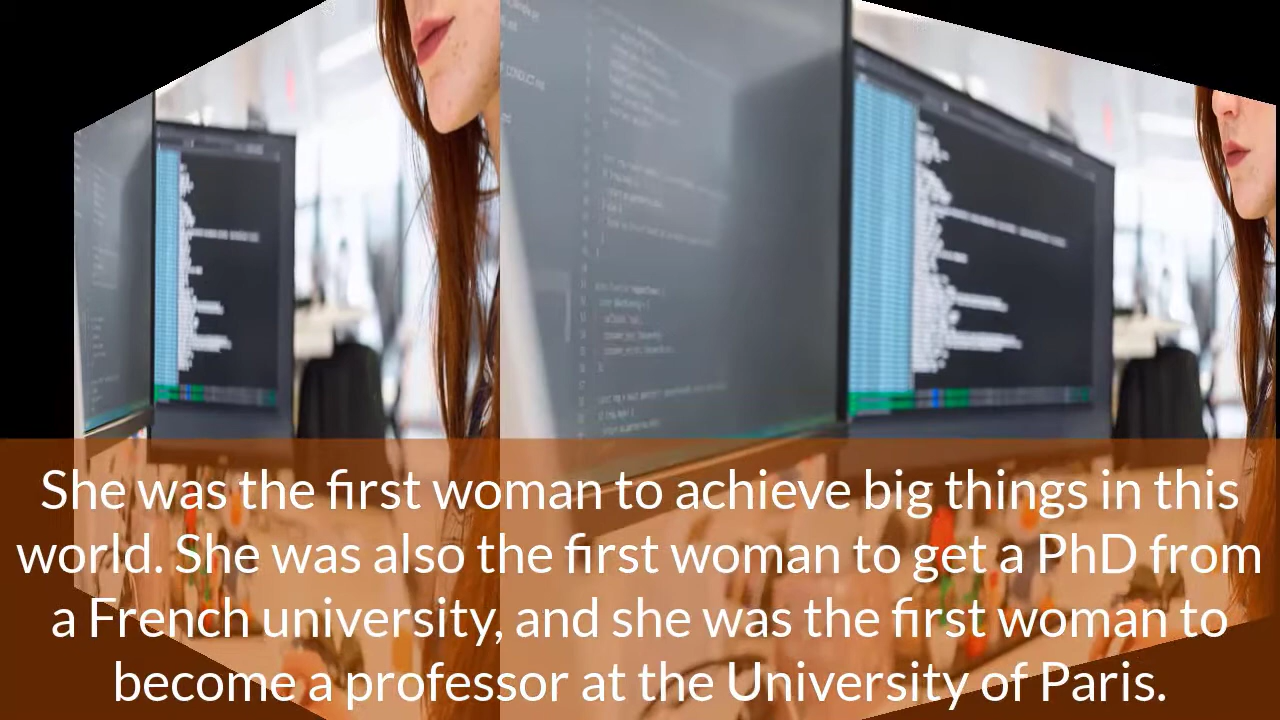 She was the first woman to achieve big things in this
world. She was also the first woman to get a PhD from
a French university, and she was the first woman to
become a professor at the University of Paris.